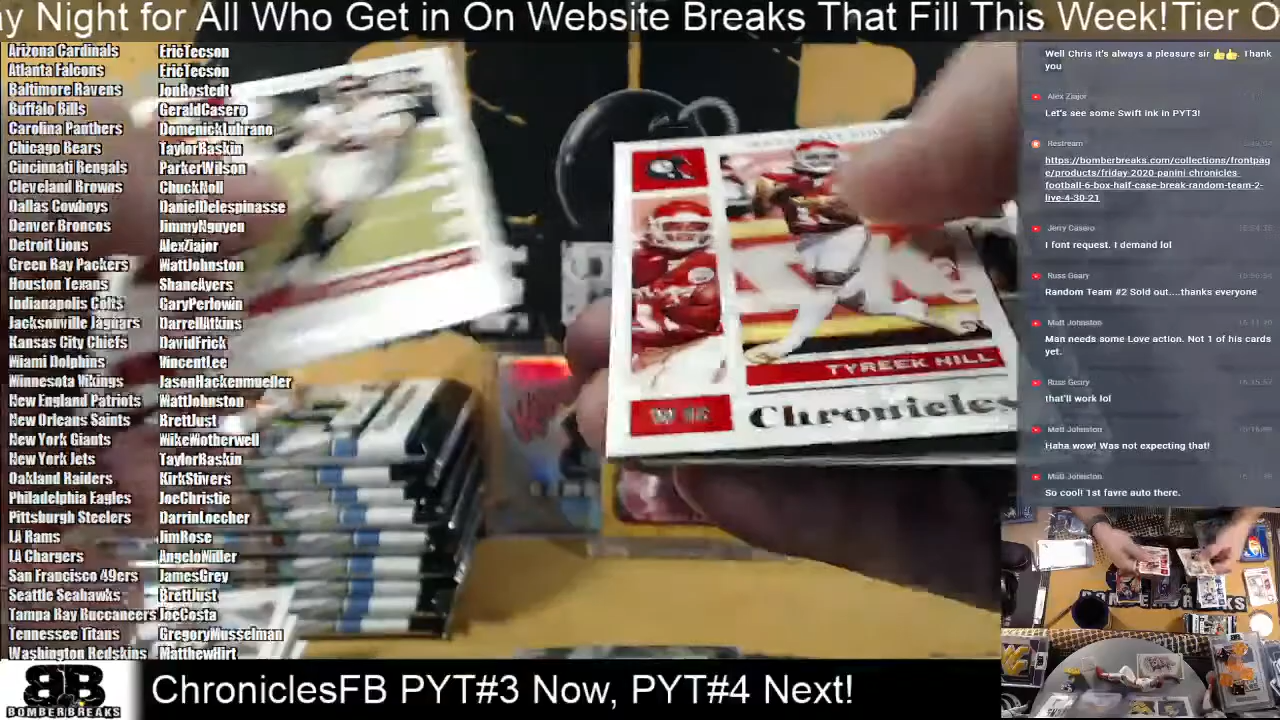 y Night for All Who Get in On Website Breaks That Fill This Week!Tier O
Arizona Cardinals EricTecson
Atlanta Falcons EricTecson
Baltimore Ravens JonRostedt
Buffalo Bills GeraldCasero
Carolina Panthers DomenickLubrano
Chicago Bears TaylorBaskin
Cincinnati Bengals ParkerWilson
Cleveland Browns ChuckNoll
Dallas Cowboys DanielDelespinasse
Denver Broncos JimmyNguyen
Detroit Lions AlexZiajor
Green Bay Packers WattJohnston
Houston Texans ShaneAyers
Indianapolis Colts GaryPerlowin
Jacksonville Jaguars DarrellAtkins
Kansas City Chiefs DavidFrick
Miami Dolphins VincentLee
Minnesota Vikings JasonHackenmueller
New England Patriots WattJohnston
New Orleans Saints BrettJust
New York Giants WikeWotherwell
New York Jets TaylorBaskin
Oakland Raiders KirkStivers
Philadelphia Eagles JoeChristie
Pittsburgh Steelers DarrinLoecher
LA Rams JimRose
LA Chargers AngeloWiller
San Francisco 49ers JamesGrey
Seattle Seahawks BrettJust
Tampa Bay Buccaneers JoeCosta
Tennessee Titans GregoryMusselman
Washington Redskins MatthewHirt
TYREEK HILL
WR
Chronicles
Well Chris it's always a pleasure sir 👍👍. Thank
you
Alex Ziajor
Let's see some Swift ink in PYT3!
Restream
https://bomberbreaks.com/collections/frontpag
e/products/friday-2020-panini-chronicles-
football-6-box-half-case-break-random-team-2-
live-4-30-21
Jerry Casero
I font request. I demand lol
Russ Geary
Random Team #2 Sold out....thanks everyone
Matt Johnston
Man needs some Love action. Not 1 of his cards
yet.
Russ Geary
that'll work lol
Matt Johnston
Haha wow! Was not expecting that!
Matt Johnston
So cool! 1st favre auto there.
BOMBERBREAKS
BB
BOMBERBREAKS
ChroniclesFB PYT#3 Now, PYT#4 Next!